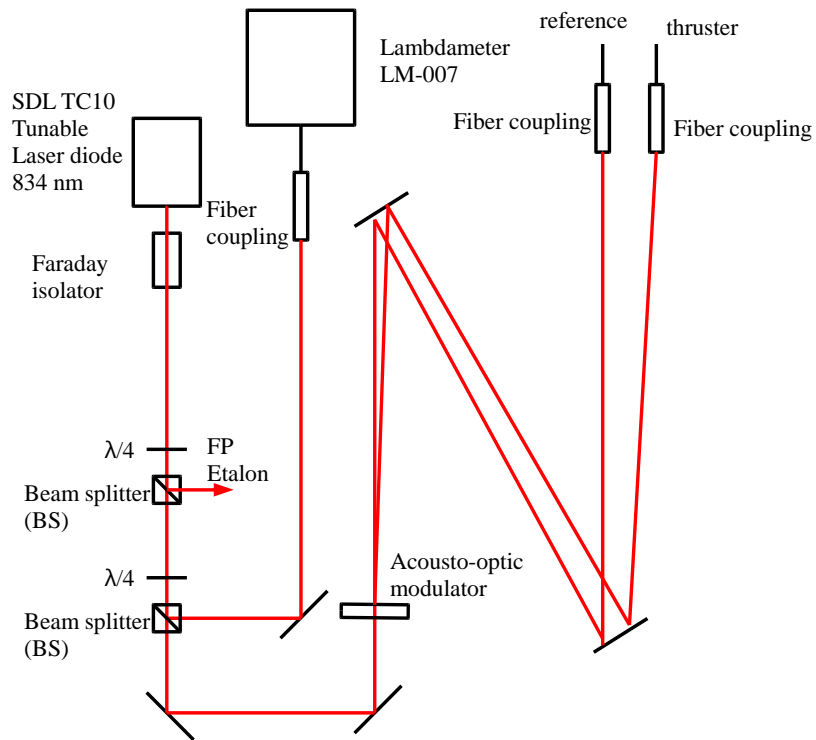 reference
thruster
Lambdameter
LM-007
SDL TC10
Tunable
Laser diode
834 nm
Fiber coupling
Fiber coupling
Fiber
coupling
Faraday
isolator
λ/4
FP
Etalon
Beam splitter
(BS)
λ/4
Acousto-optic
modulator
Beam splitter
(BS)